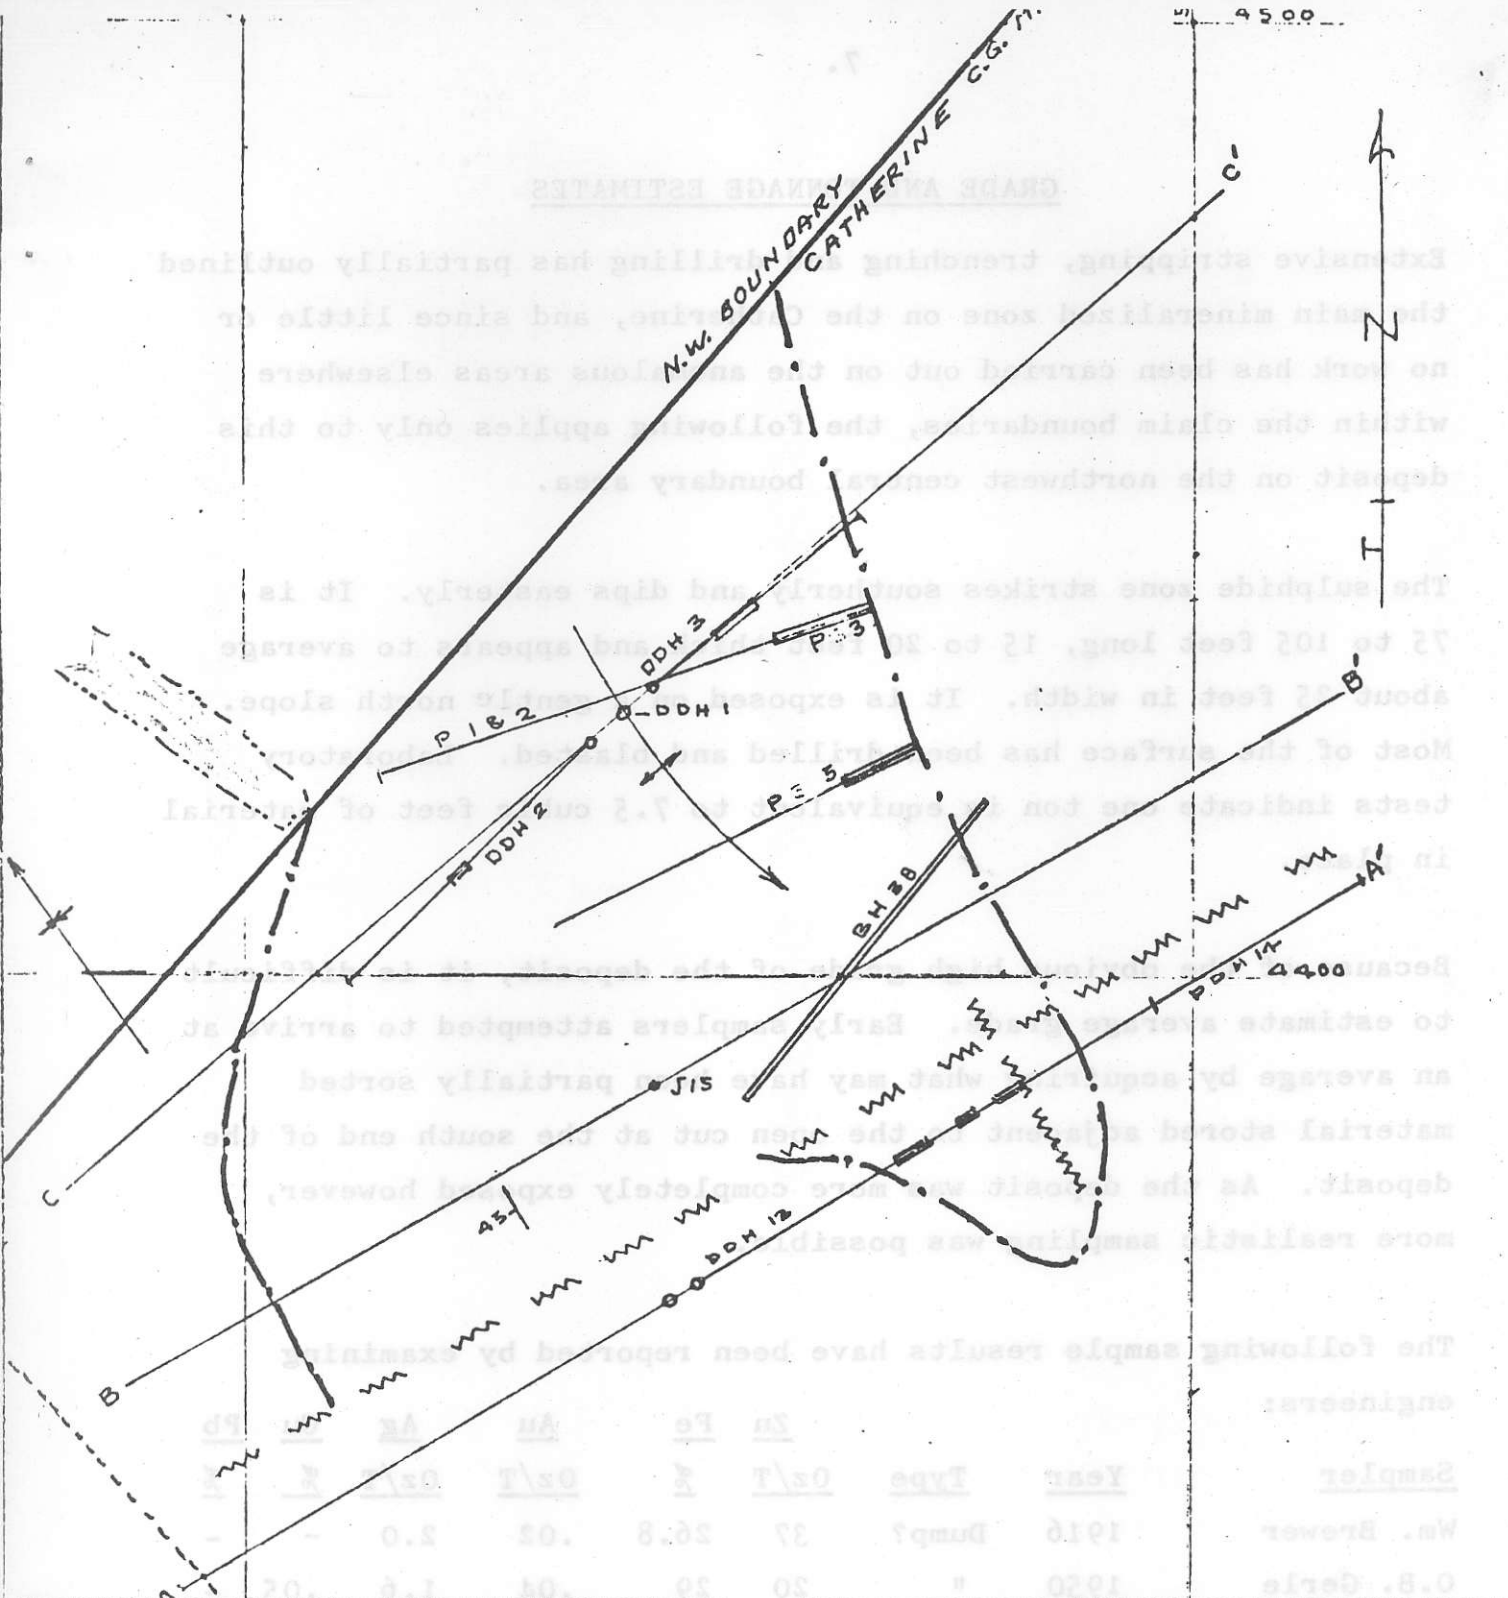 4500
C.G.
N.W. BOUNDARY
CATHERINE
C'
N
DDH 3
P-3
B'
DDH 1
P 1 & 2
P 5
DDH 2
BH 38
A'
DDH 14
4400
J15
C
45
DDH 12
B
7.
GRADE AND TONNAGE ESTIMATES
Extensive stripping, trenching and drilling has partially outlined
the main mineralized zone on the Catherine, and since little or
no work has been carried out on the anomalous areas elsewhere
within the claim boundaries, the following applies only to this
deposit on the northwest central boundary area.
The sulphide zone strikes southerly and dips easterly. It is
75 to 105 feet long, 15 to 20 feet thick and appears to average
about 25 feet in width. It is exposed on a gentle north slope.
Most of the surface has been drilled and blasted. Laboratory
tests indicate one ton is equivalent to 7.5 cubic feet of material
in place.
Because of the obvious high grade of the deposit, it is difficult
to estimate average grade. Early samplers attempted to arrive at
an average by acquiring what may have been partially sorted
material stored adjacent to the open cut at the south end of the
deposit. As the deposit was more completely exposed however,
more realistic sampling was possible.
The following sample results have been reported by examining
engineers:
Zn Fe Au Ag Cu Pb
Sampler Year Type Oz/T % Oz/T Oz/T % %
Wm. Brewer 1916 Dump? 37 26.8 .02 2.0 - -
O.B. Gerle 1950 " 20 29 .04 1.6 .05